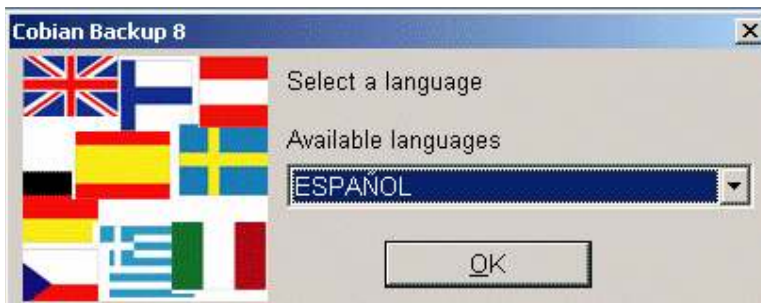 Cobian Backup 8
Select a language
Available languages
ESPAÑOL
OK